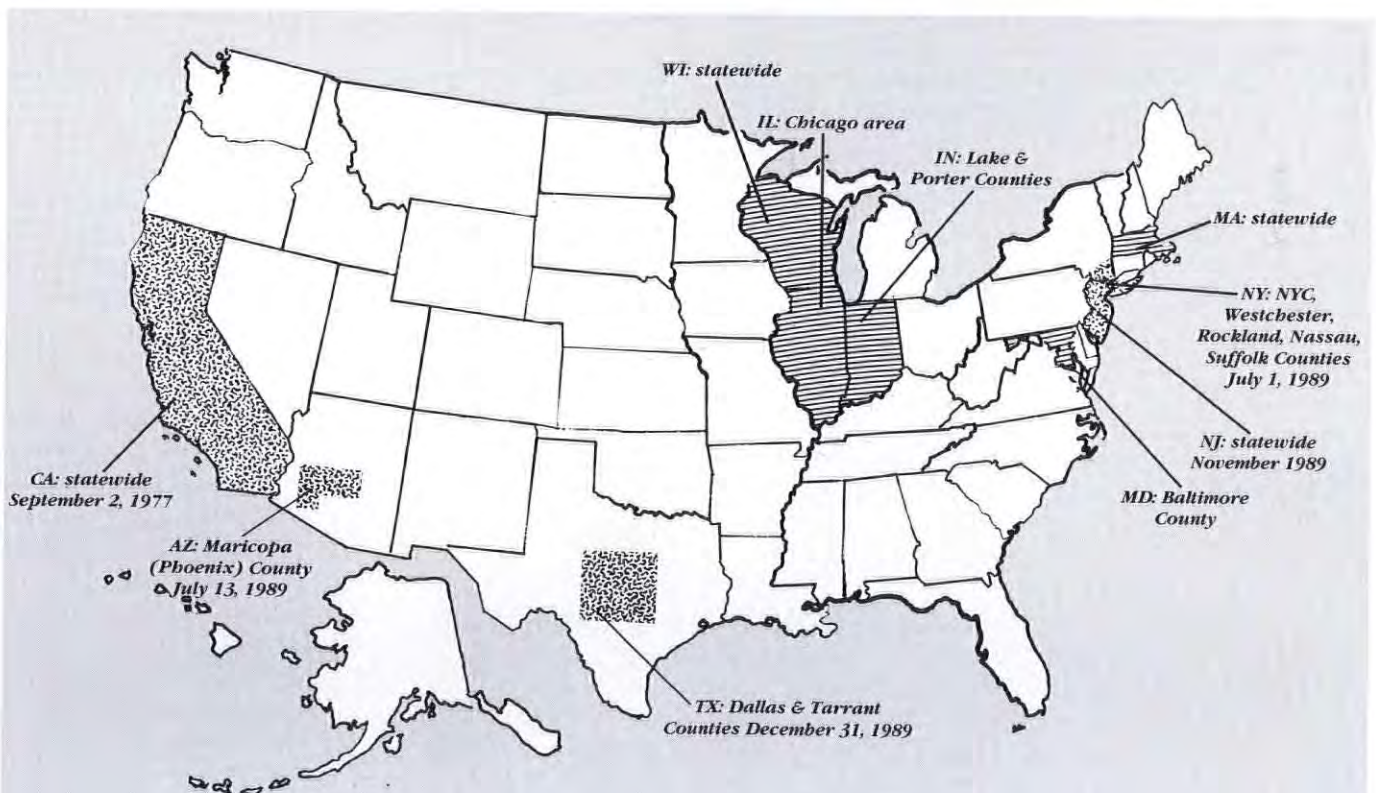 WI: statewide
IL: Chicago area
IN: Lake &
Porter Counties
MA: statewide
NY: NYC,
Westchester,
Rockland, Nassau,
Suffolk Counties
July 1, 1989
NJ: statewide
November 1989
MD: Baltimore
County
CA: statewide
September 2, 1977
AZ: Maricopa
(Phoenix) County
July 13, 1989
TX: Dallas & Tarrant
Counties December 31, 1989